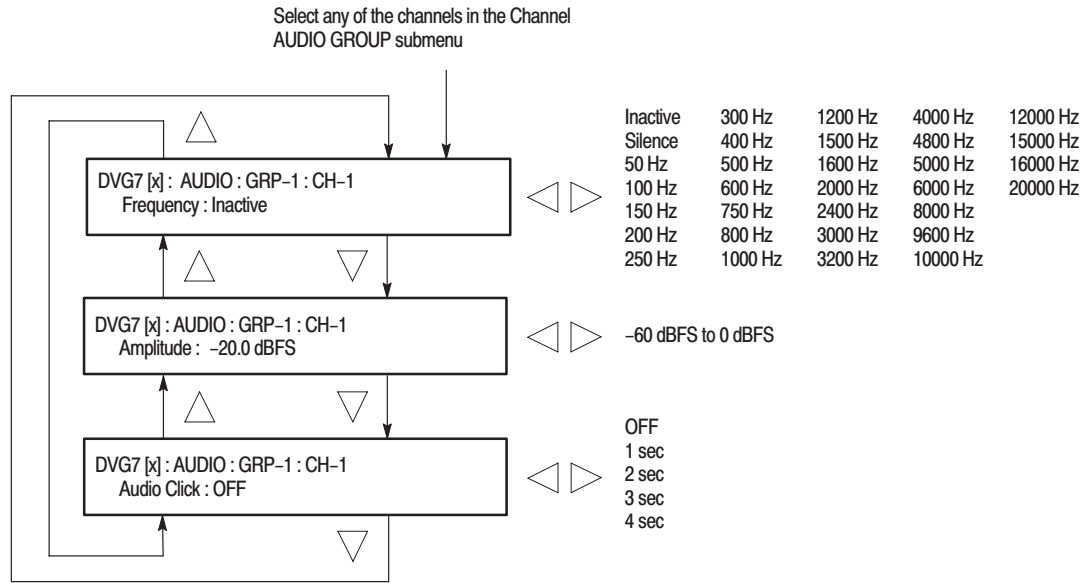 Select any of the channels in the Channel
AUDIO GROUP submenu
DVG7 [x] : AUDIO : GRP–1 : CH–1
Frequency : Inactive
Inactive 300 Hz 1200 Hz 4000 Hz 12000 Hz
Silence 400 Hz 1500 Hz 4800 Hz 15000 Hz
50 Hz 500 Hz 1600 Hz 5000 Hz 16000 Hz
100 Hz 600 Hz 2000 Hz 6000 Hz 20000 Hz
150 Hz 750 Hz 2400 Hz 8000 Hz
200 Hz 800 Hz 3000 Hz 9600 Hz
250 Hz 1000 Hz 3200 Hz 10000 Hz
DVG7 [x] : AUDIO : GRP–1 : CH–1
Amplitude : –20.0 dBFS
–60 dBFS to 0 dBFS
DVG7 [x] : AUDIO : GRP–1 : CH–1
Audio Click : OFF
OFF
1 sec
2 sec
3 sec
4 sec